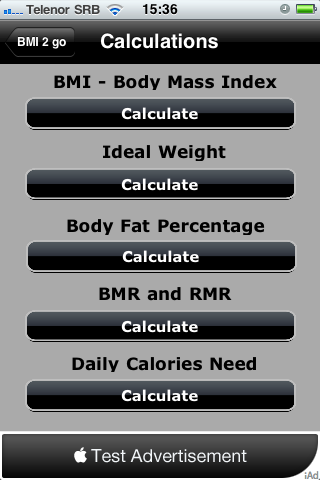 Telenor SRB 15:36
BMI 2 go Calculations
BMI - Body Mass Index
Calculate
Ideal Weight
Calculate
Body Fat Percentage
Calculate
BMR and RMR
Calculate
Daily Calories Need
Calculate
Test Advertisement
iAd